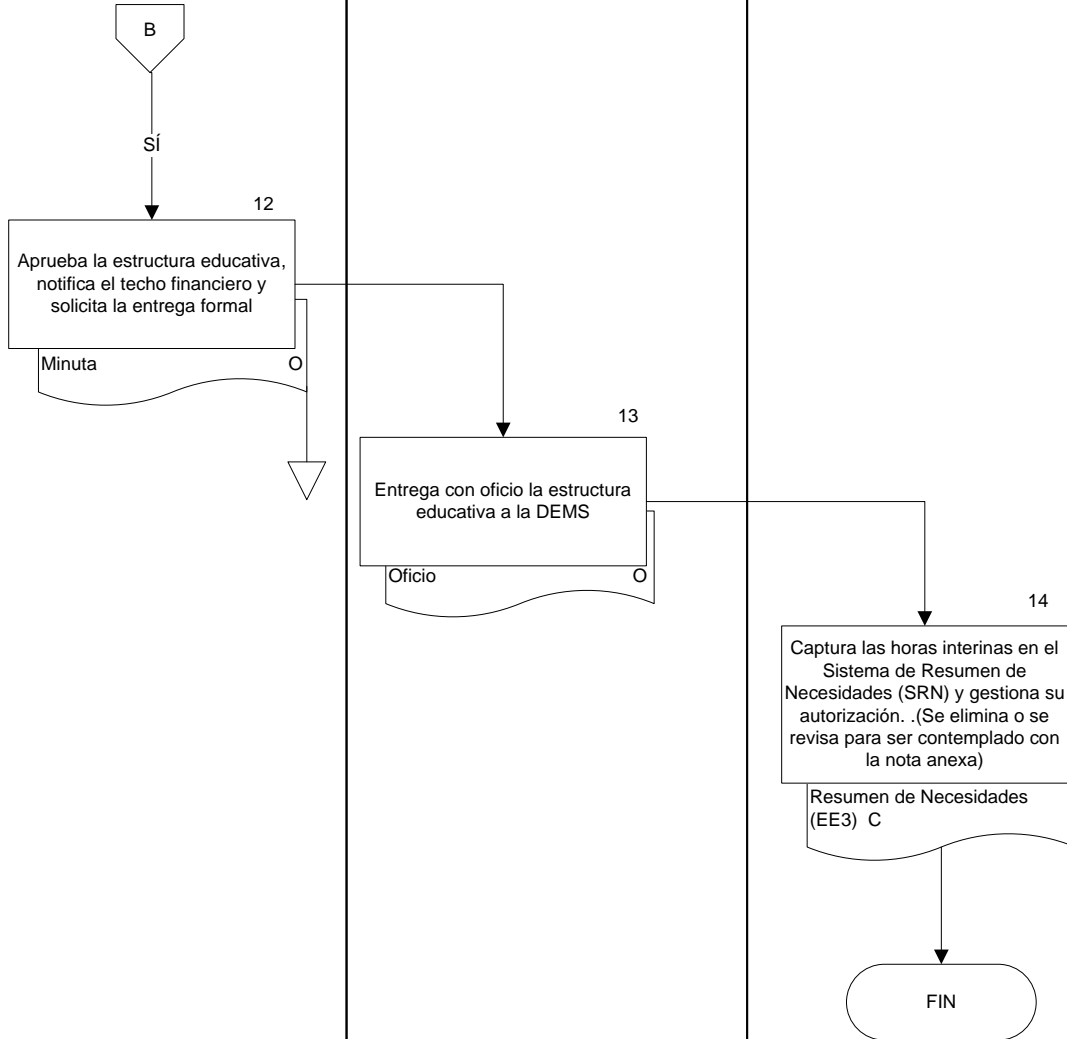 B
SÍ
12
Aprueba la estructura educativa,
notifica el techo financiero y
solicita la entrega formal
Minuta O
13
Entrega con oficio la estructura
educativa a la DEMS
Oficio O
14
Captura las horas interinas en el
Sistema de Resumen de
Necesidades (SRN) y gestiona su
autorización. .(Se elimina o se
revisa para ser contemplado con
la nota anexa)
Resumen de Necesidades
(EE3) C
FIN